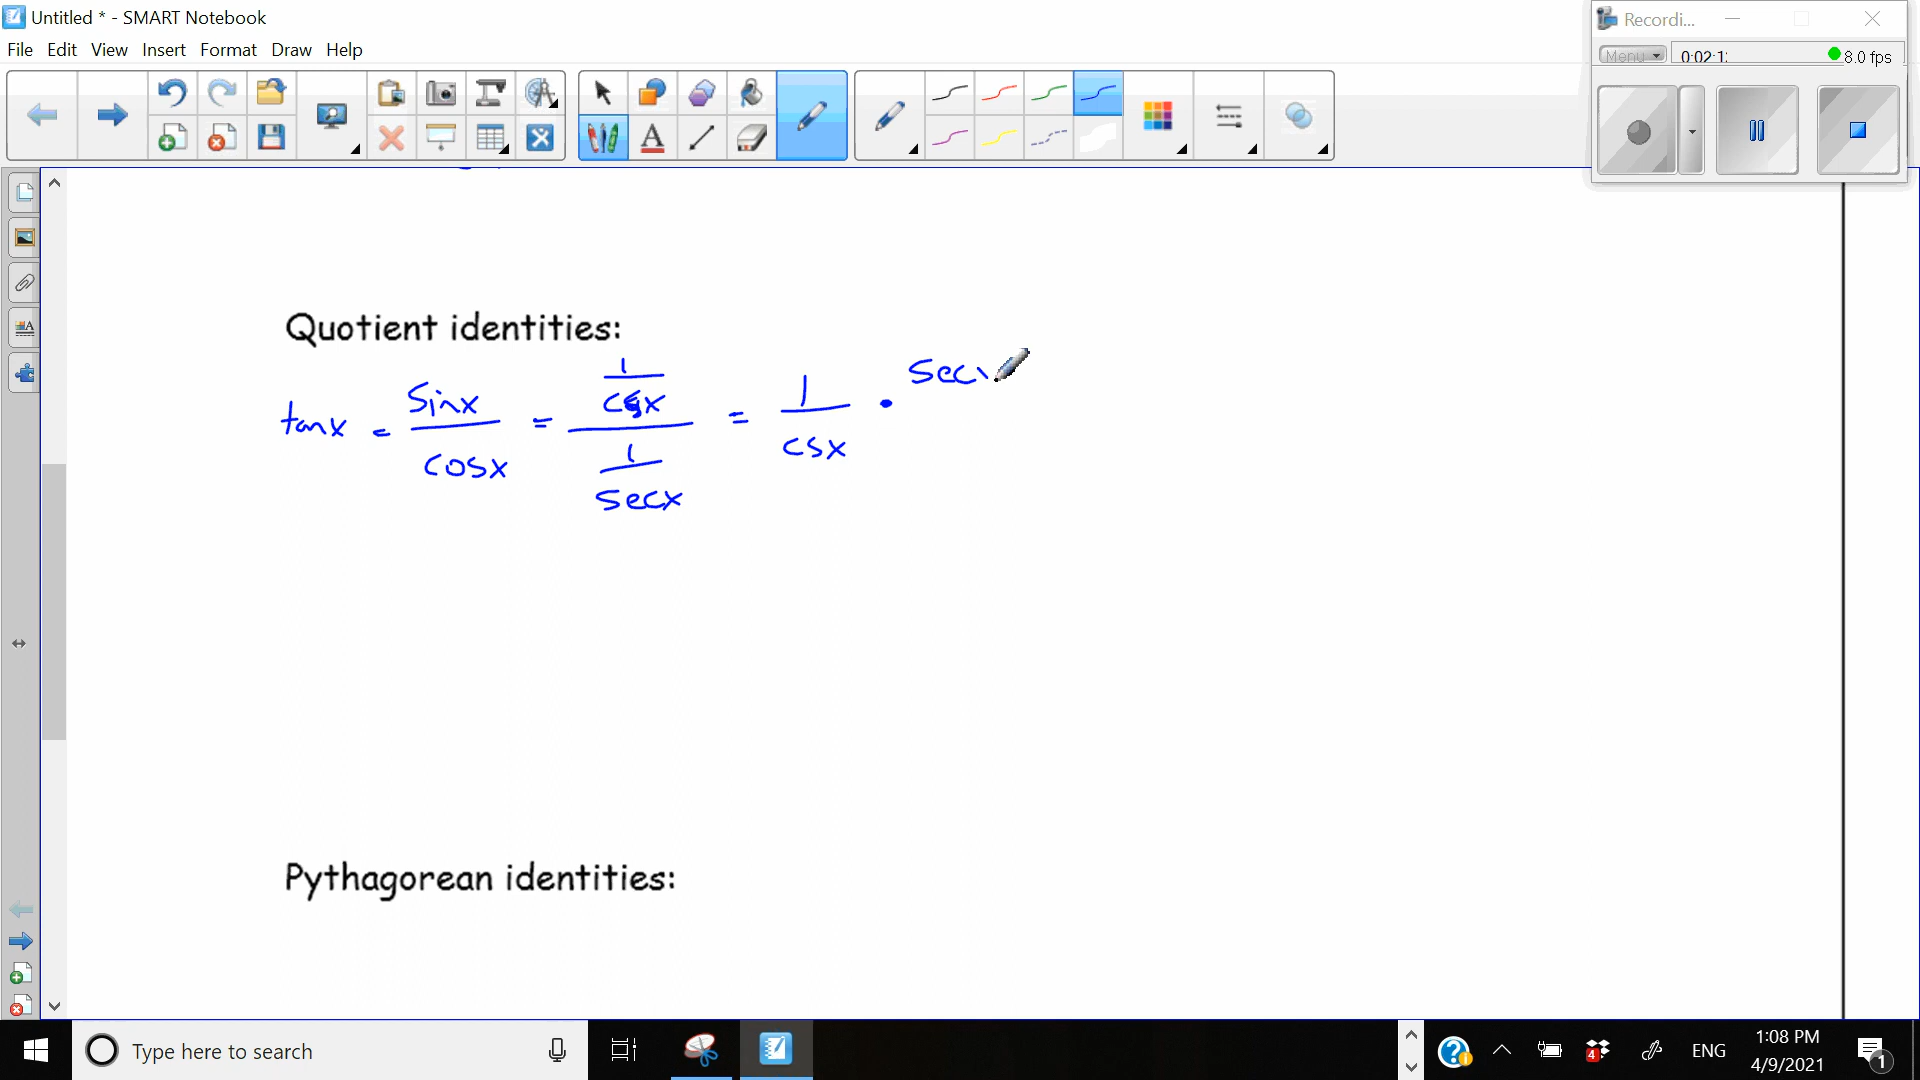 Untitled * - SMART Notebook
File Edit View Insert Format Draw Help
Recordi...
Menu 0:02:1 8.0 fps
Quotient identities:
tanx = sinx / cosx = (1 / csx) / (1 / secx) = 1 / csx · sec
Pythagorean identities:
Type here to search
ENG
1:08 PM
4/9/2021
4
1